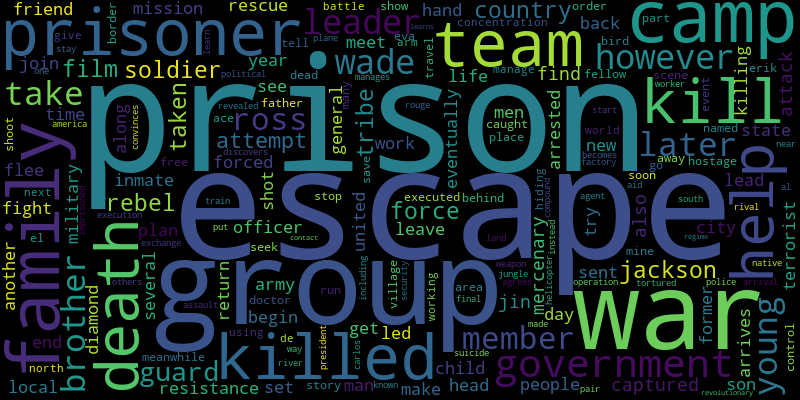 friend mission rescue battle show hand country order part
border concentration back camp
prisoner leader team
give join stay film soldier year meet eva arm travel
tell plane wade however
dead life manage bird fellow erik attack
take prison kill
time along convinces taken see father ace political manages find scene killing terrorist
shoot america ross general men arrested worker event
revealed many tribe rouge caught new start world state
learn discovers attempt work eventually place named later near
family flee free forced save becomes factory go away hostage
next inmate shot executed behind hiding soon lead al
military rebel escape help native
fight execution train stop united force try agent aid south also city rival
another el plan officer leave mercenary compound instead land mine young
others put seek contact helicopter sent jackson
death exchange group war
brother diamond several return army area final weapon jungle operation tortured police arrival
assault doctor run including village security jin agrees day former arrives control
end guard begin president working made regime
north meanwhile using de get led member government
way river carlos suicide child people captured son
local resistance killed set story man known make head pair revolutionary